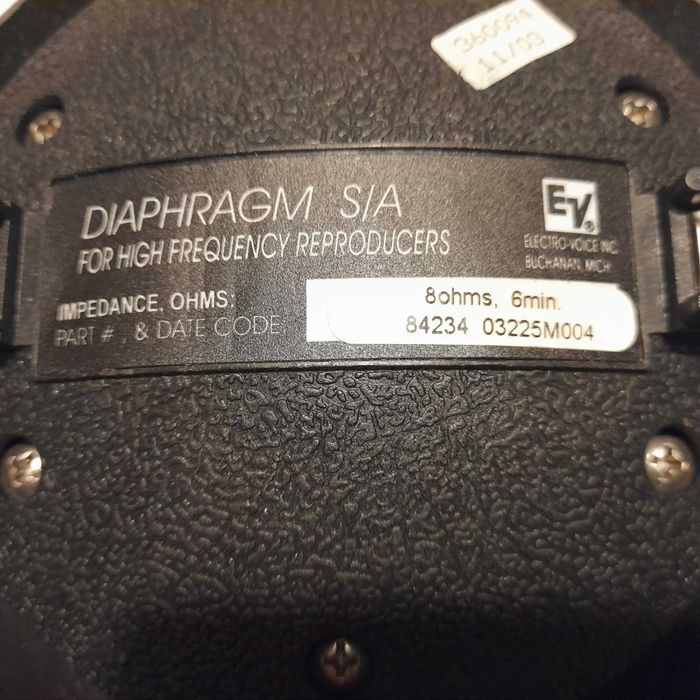 360094
11/03
DIAPHRAGM S/A
FOR HIGH FREQUENCY REPRODUCERS
EV®
ELECTRO-VOICE INC.
BUCHANAN, MICH
IMPEDANCE, OHMS:
8ohms, 6min.
PART #, & DATE CODE
84234 03225M004